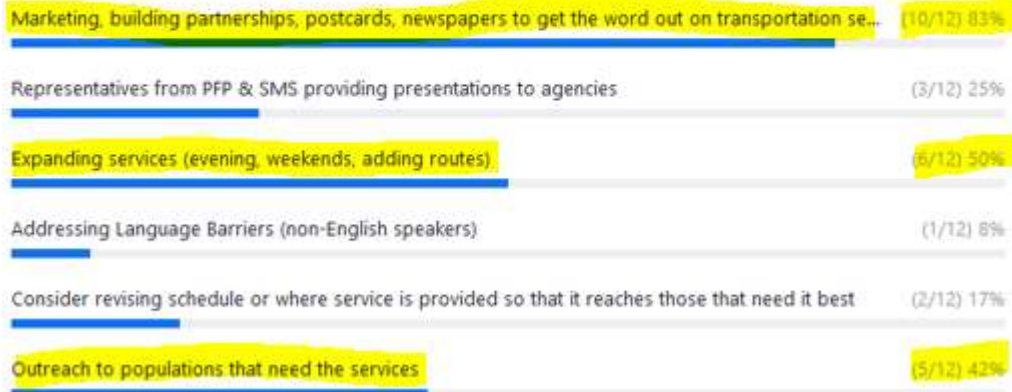 Marketing, building partnerships, postcards, newspapers to get the word out on transportation se... (10/12) 83%
Representatives from PFP & SMS providing presentations to agencies (3/12) 25%
Expanding services (evening, weekends, adding routes) (6/12) 50%
Addressing Language Barriers (non-English speakers) (1/12) 8%
Consider revising schedule or where service is provided so that it reaches those that need it best (2/12) 17%
Outreach to populations that need the services (5/12) 42%